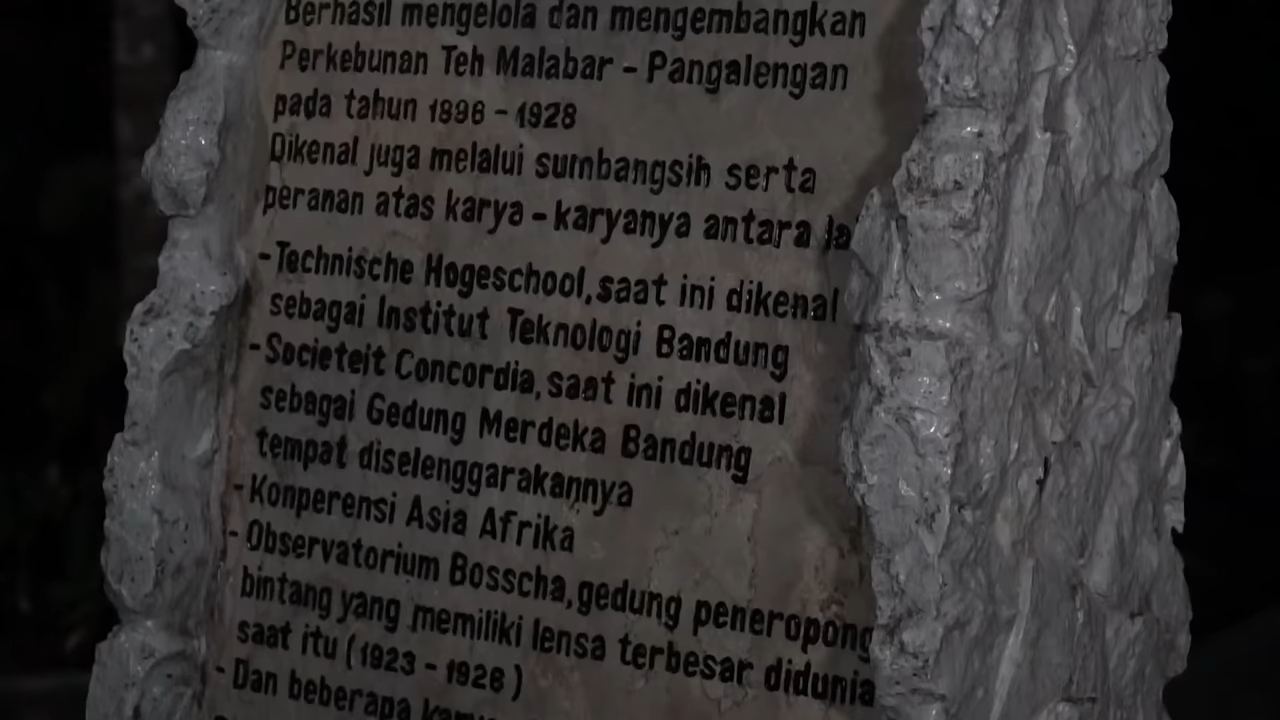 Berhasil mengelola dan mengembangkan
Perkebunan Teh Malabar - Pangalengan
pada tahun 1896 - 1928
Dikenal juga melalui sumbangsih serta
peranan atas karya - karyanya antara la
- Technische Hogeschool, saat ini dikenal
sebagai Institut Teknologi Bandung
- Societeit Concordia, saat ini dikenal
sebagai Gedung Merdeka Bandung
tempat diselenggarakannya
- Konperensi Asia Afrika
- Observatorium Bosscha, gedung peneropong
bintang yang memiliki lensa terbesar didunia
saat itu (1923 - 1926)
- Dan beberapa